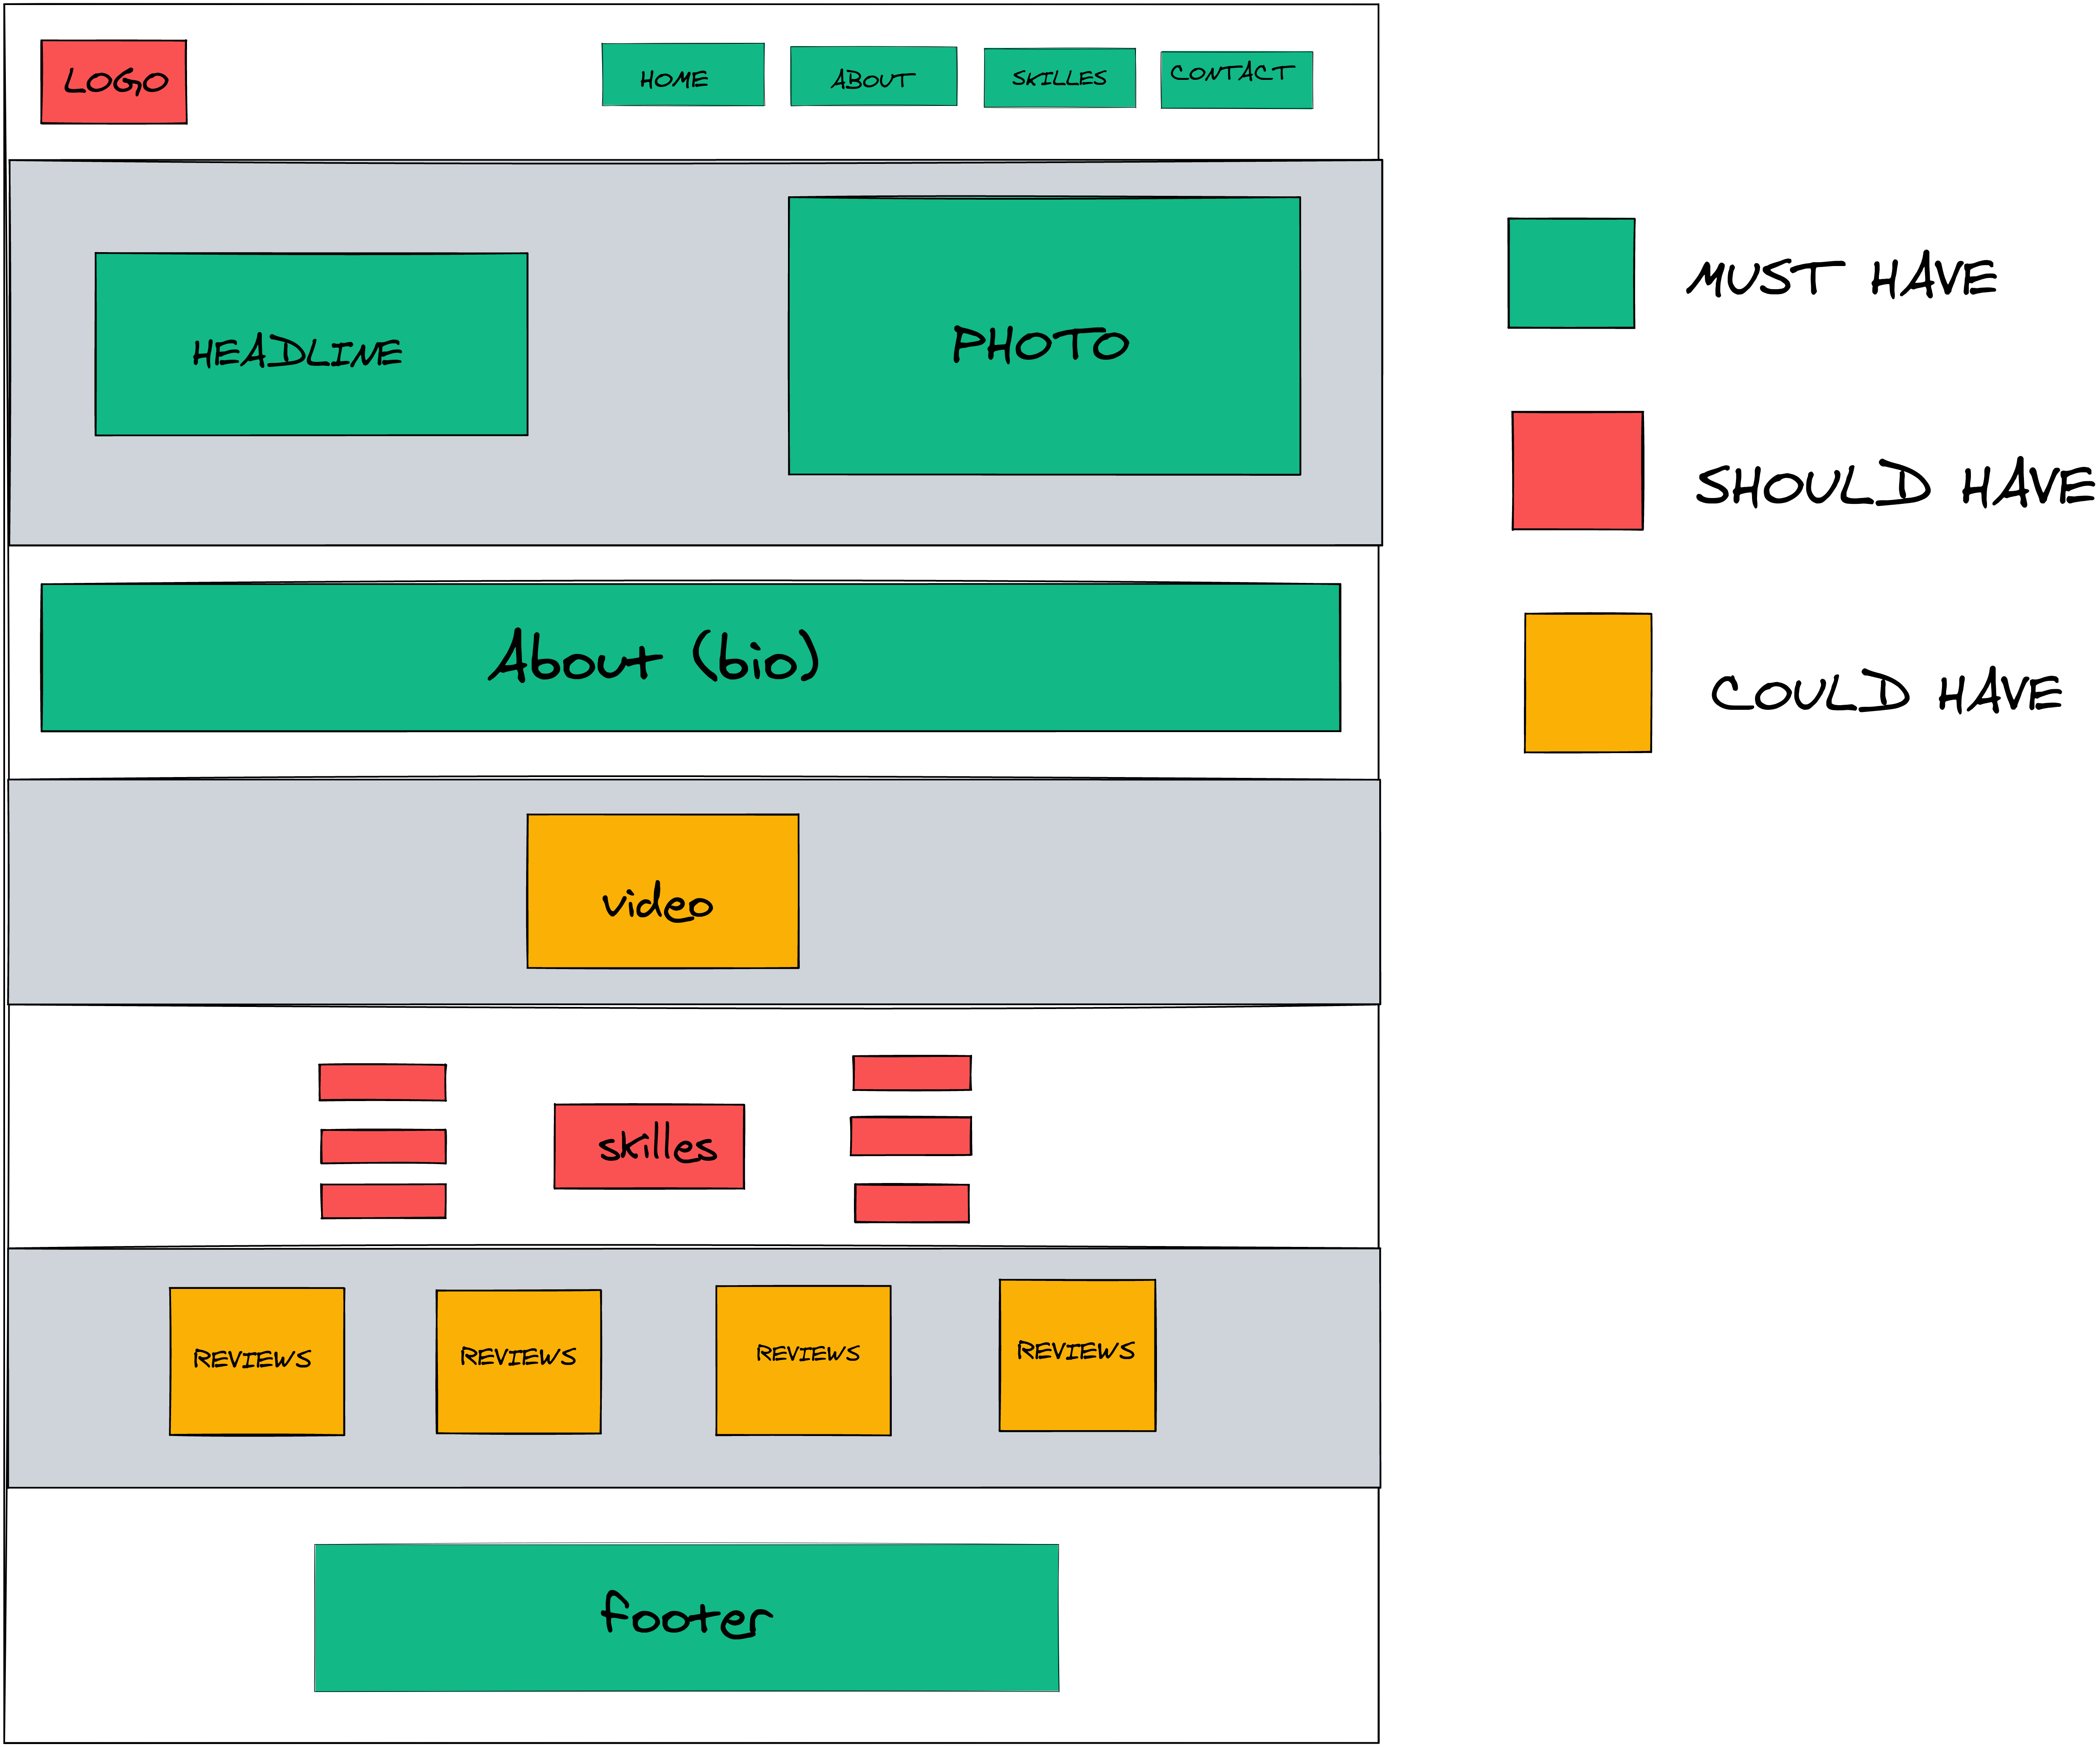 LOGO
HOME
ABOUT
SKILLES
CONTACT
HEADLINE
PHOTO
MUST HAVE
SHOULD HAVE
COULD HAVE
About (bio)
video
skilles
REVIEWS
REVIEWS
REVIEWS
REVIEWS
footer